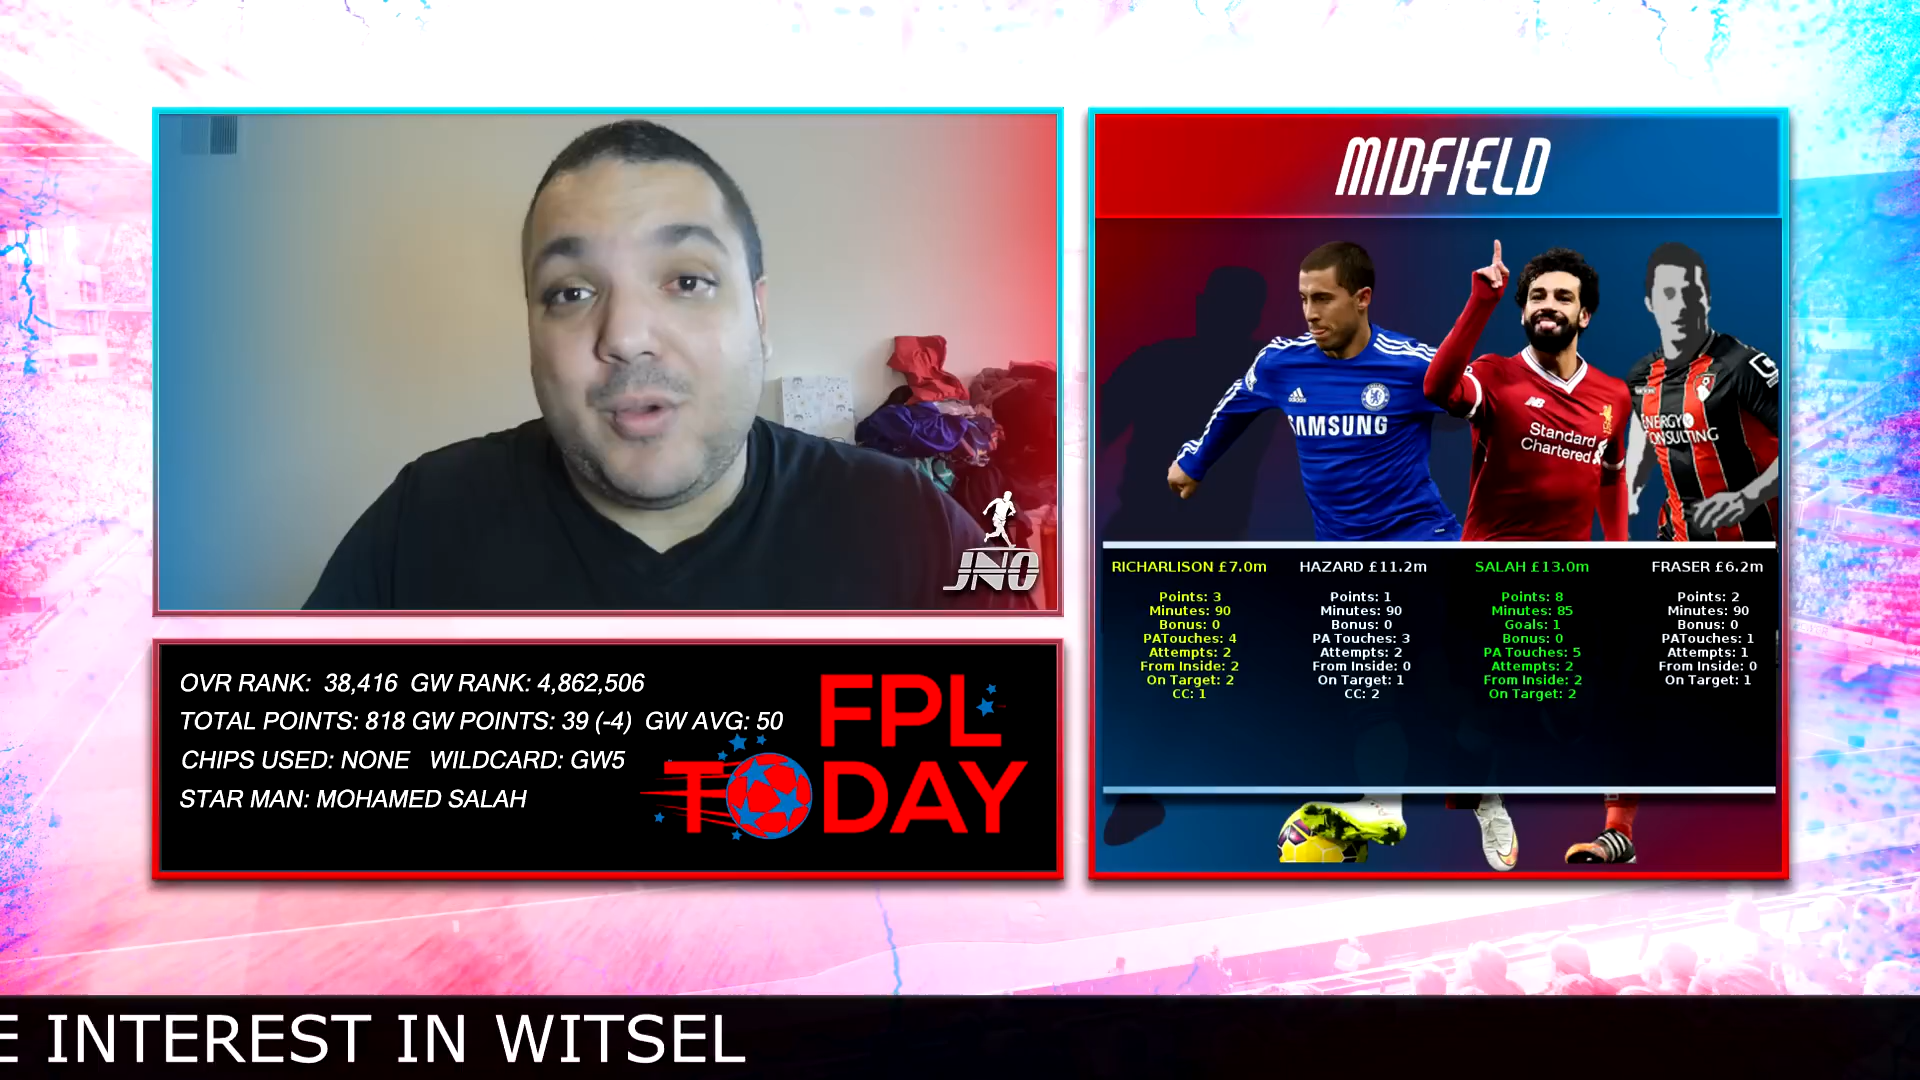 MIDFIELD
SAMSUNG
Standard
Chartered
ENERGY
CONSULTING
JNO
RICHARLISON £7.0m
Points: 3
Minutes: 90
Bonus: 0
PATouches: 4
Attempts: 2
From Inside: 2
On Target: 2
CC: 1
HAZARD £11.2m
Points: 1
Minutes: 90
Bonus: 0
PA Touches: 3
Attempts: 2
From Inside: 0
On Target: 1
CC: 2
SALAH £13.0m
Points: 8
Minutes: 85
Goals: 1
Bonus: 0
PA Touches: 5
Attempts: 2
From Inside: 2
On Target: 2
FRASER £6.2m
Points: 2
Minutes: 90
Bonus: 0
PATouches: 1
Attempts: 1
From Inside: 0
On Target: 1
OVR RANK: 38,416 GW RANK: 4,862,506
TOTAL POINTS: 818 GW POINTS: 39 (-4) GW AVG: 50
CHIPS USED: NONE WILDCARD: GW5
STAR MAN: MOHAMED SALAH
FPL
TODAY
E INTEREST IN WITSEL